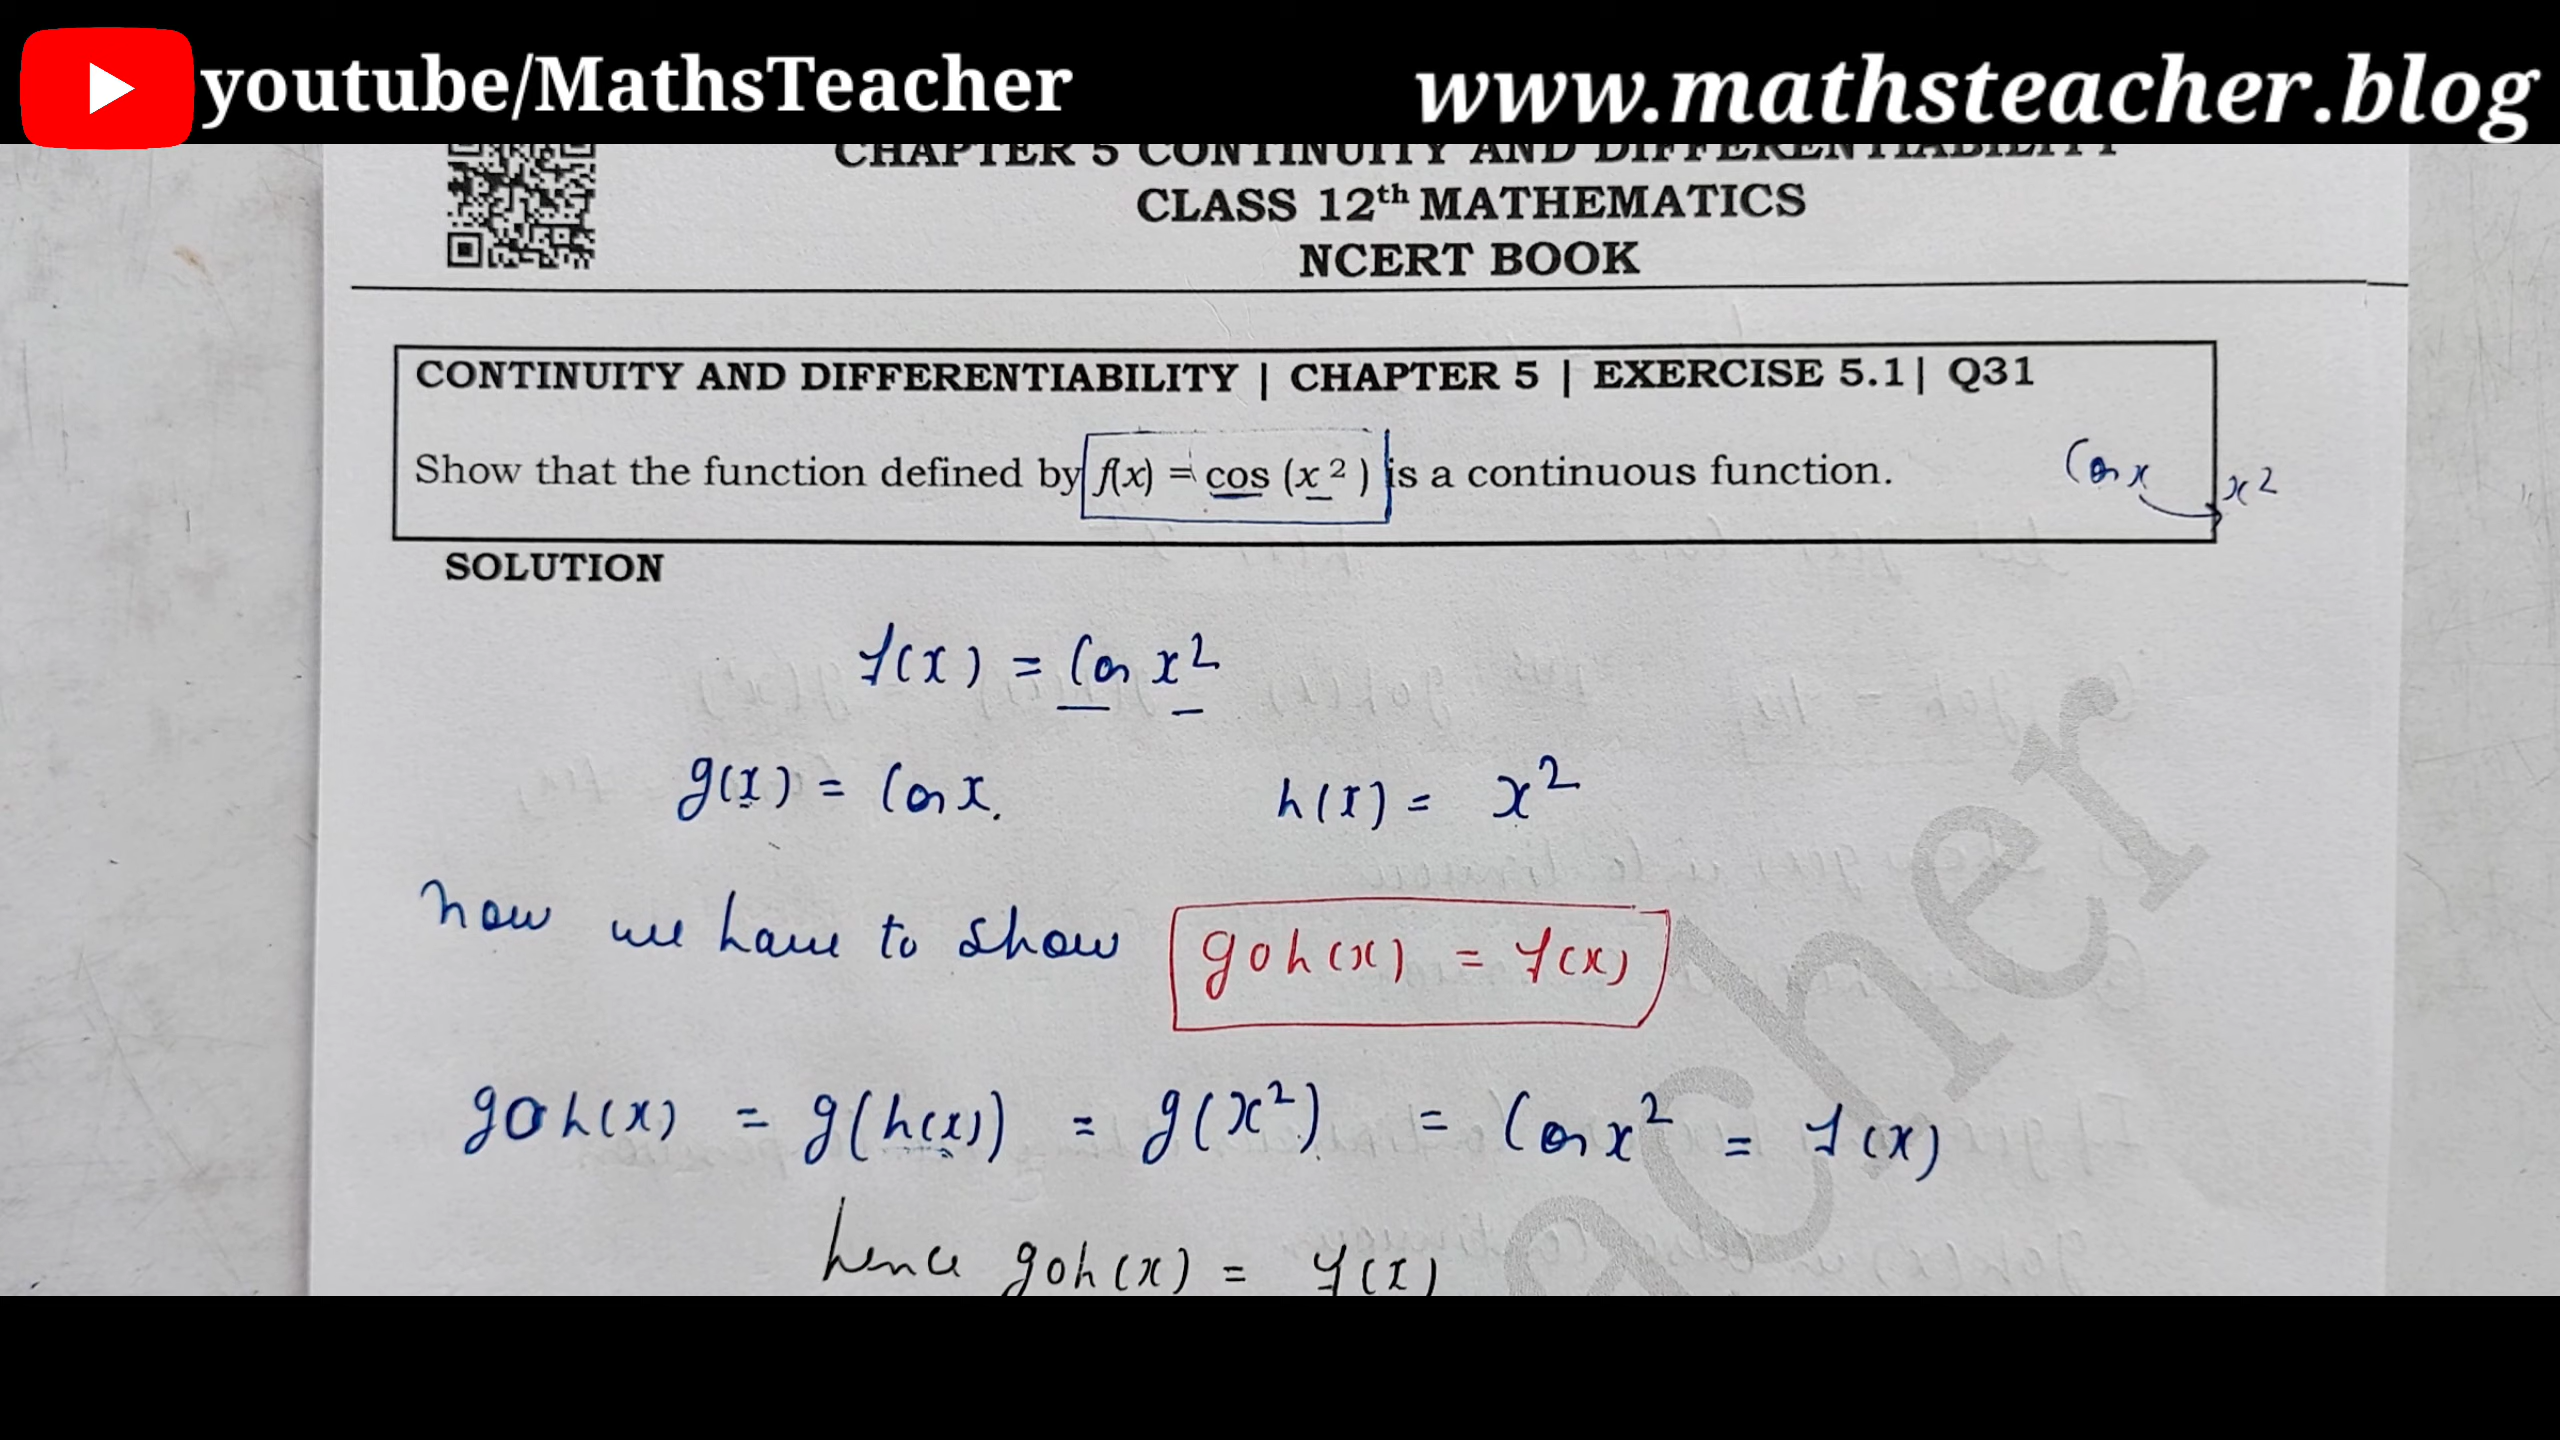 youtube/MathsTeacher
www.mathsteacher.blog
CHAPTER 5 CONTINUITY AND DIFFERENTIABILITY
CLASS 12th MATHEMATICS
NCERT BOOK
CONTINUITY AND DIFFERENTIABILITY | CHAPTER 5 | EXERCISE 5.1| Q31
Show that the function defined by f(x) = cos (x²) is a continuous function.
Cos x x²
SOLUTION
f(x) = Cos x²
g(x) = Cos x. h(x) = x²
now we have to show goh(x) = f(x)
goh(x) = g(h(x)) = g(x²) = Cos x² = f(x)
hence goh(x) = f(x)
acher